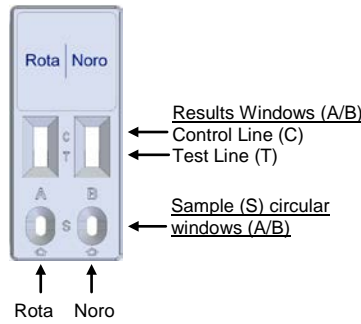 Rota | Noro
Results Windows (A/B)
C
Control Line (C)
T
Test Line (T)
A B
Sample (S) circular
S
windows (A/B)
Rota Noro